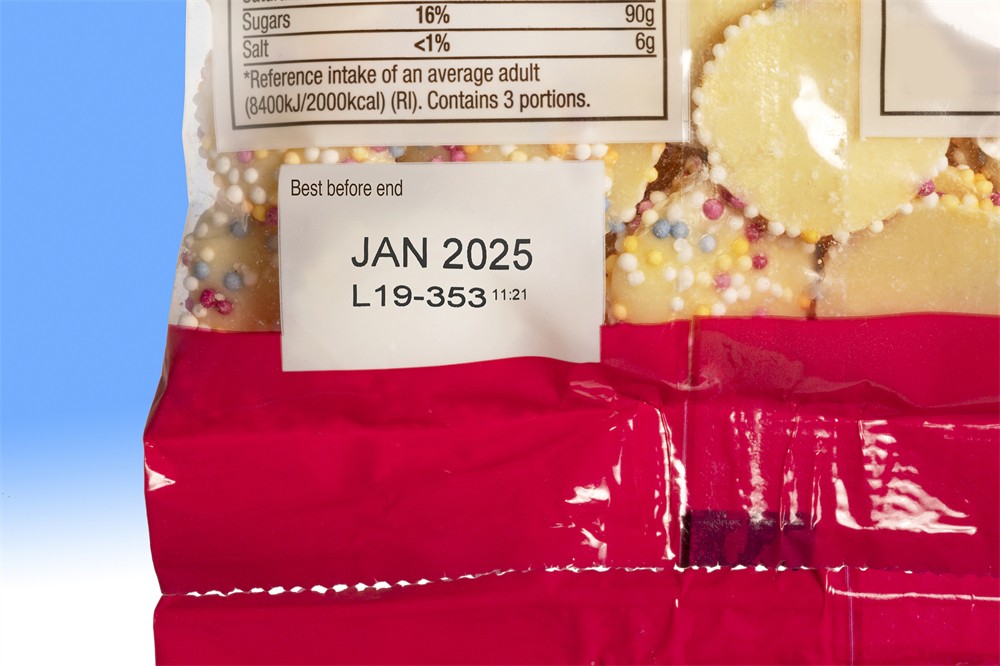 Sugars 16% 90g
Salt <1% 6g
*Reference intake of an average adult
(8400kJ/2000kcal) (RI). Contains 3 portions.
Best before end
JAN 2025
L19-353 11:21